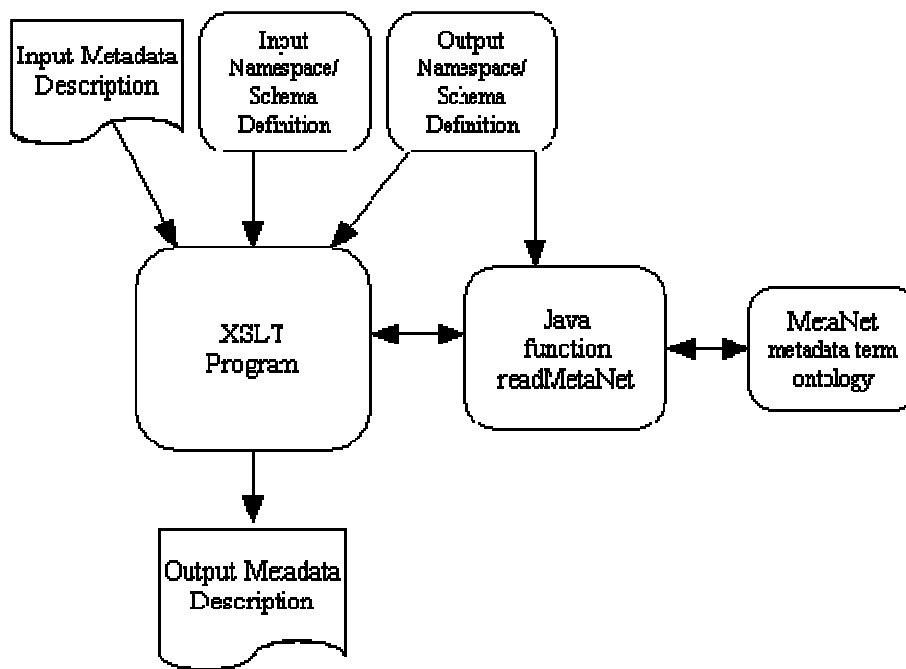 Input Metadata
Description
Input
Namespace/
Schema
Definition
Output
Namespace/
Schema
Definition
XSLT
Program
Java
function
readMetaNet
MetaNet
metadata term
ontology
Output Metadata
Description